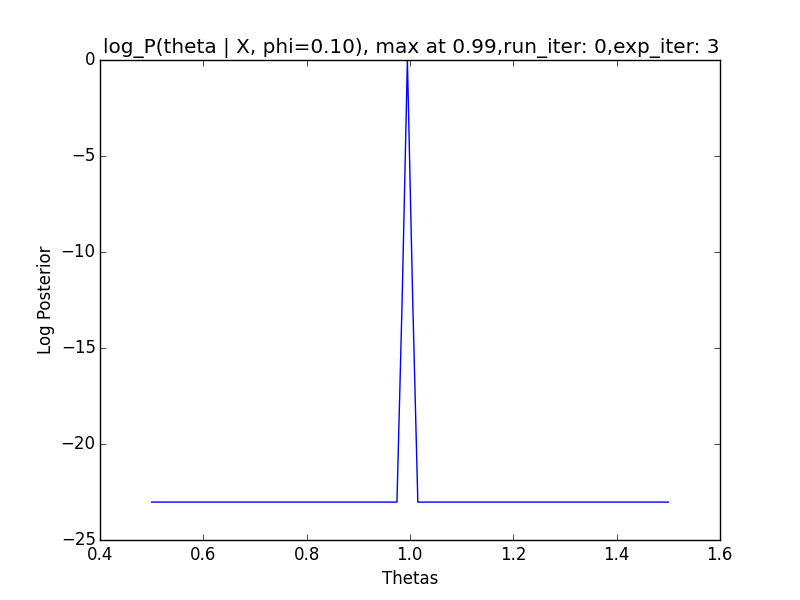 log_P(theta | X, phi=0.10), max at 0.99,run_iter: 0,exp_iter: 3
0
−5
−10
−15
−20
−25
Log Posterior
0.4 0.6 0.8 1.0 1.2 1.4 1.6
Thetas